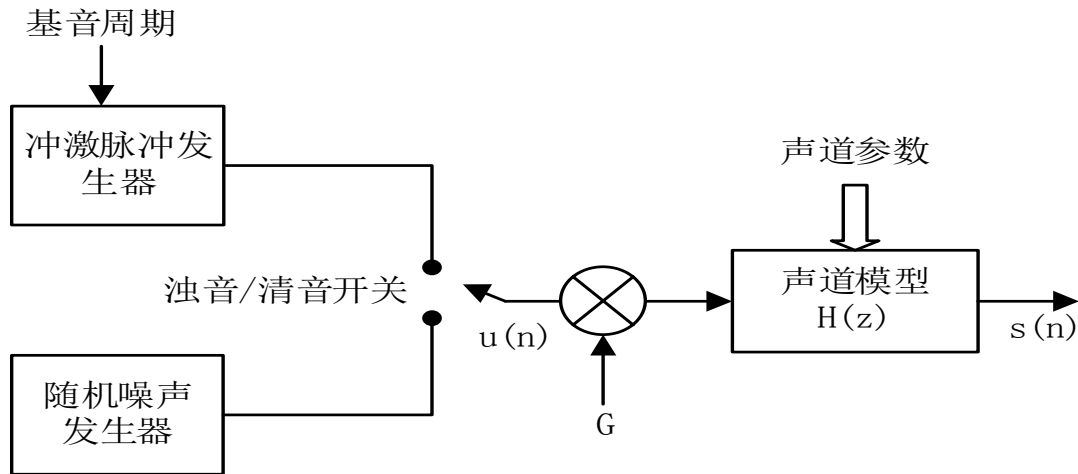 基音周期
冲激脉冲发
生器
声道参数
浊音/清音开关
u(n)
声道模型
H(z)
s(n)
随机噪声
发生器
G